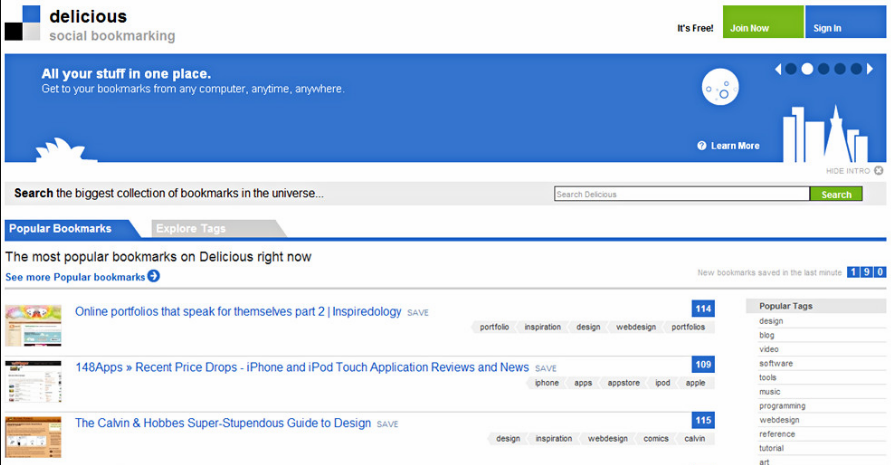 delicious
social bookmarking
It's Free!
Join Now
Sign In
All your stuff in one place.
Get to your bookmarks from any computer, anytime, anywhere.
? Learn More
HIDE INTRO
Search the biggest collection of bookmarks in the universe...
Search Delicious
Search
Popular Bookmarks
Explore Tags
The most popular bookmarks on Delicious right now
See more Popular bookmarks
New bookmarks saved in the last minute 1 9 0
Online portfolios that speak for themselves part 2 | Inspiredology SAVE
114
portfolio inspiration design webdesign portfolios
148Apps » Recent Price Drops - iPhone and iPod Touch Application Reviews and News SAVE
109
iphone apps appstore ipod apple
The Calvin & Hobbes Super-Stupendous Guide to Design SAVE
115
design inspiration webdesign comics calvin
Popular Tags
design
blog
video
software
tools
music
programming
webdesign
reference
tutorial
art